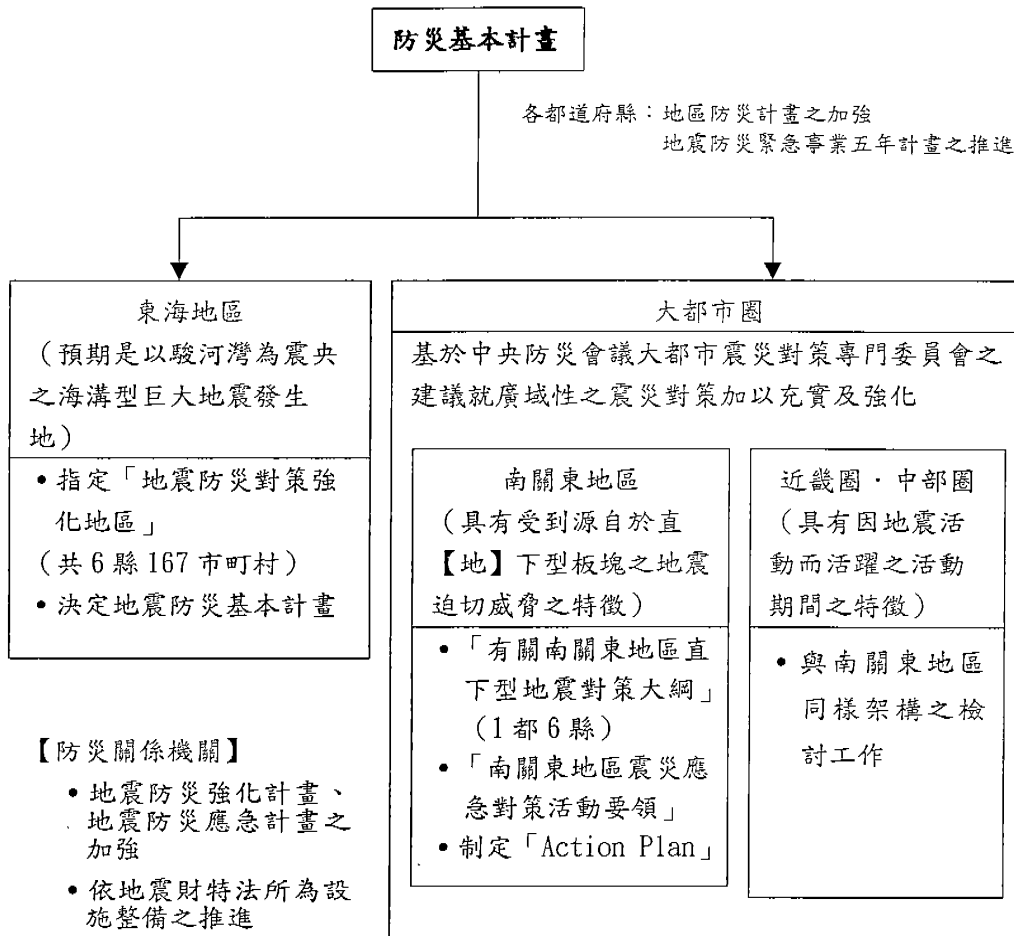 防災基本計畫
各都道府縣：地區防災計畫之加強
地震防災緊急事業五年計畫之推進
東海地區
（預期是以駿河灣為震央
之海溝型巨大地震發生
地）
• 指定「地震防災對策強
化地區」
（共6縣167市町村）
• 決定地震防災基本計畫
【防災關係機關】
• 地震防災強化計畫、
地震防災應急計畫之
加強
• 依地震財特法所為設
施整備之推進
大都市圈
基於中央防災會議大都市震災對策專門委員會之
建議就廣域性之震災對策加以充實及強化
南關東地區
（具有受到源自於直
【地】下型板塊之地震
迫切威脅之特徵）
• 「有關南關東地區直
下型地震對策大綱」
（1都6縣）
• 「南關東地區震災應
急對策活動要領」
• 制定「Action Plan」
近畿圈．中部圈
（具有因地震活
動而活躍之活動
期間之特徵）
• 與南關東地區
同樣架構之檢
討工作